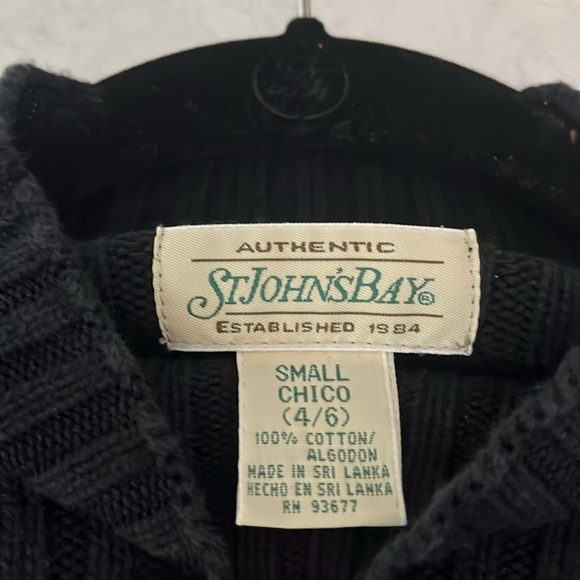 AUTHENTIC
ST JOHN'S BAY®
ESTABLISHED 1984
SMALL
CHICO
(4/6)
100% COTTON/
ALGODON
MADE IN SRI LANKA
HECHO EN SRI LANKA
RN 93677